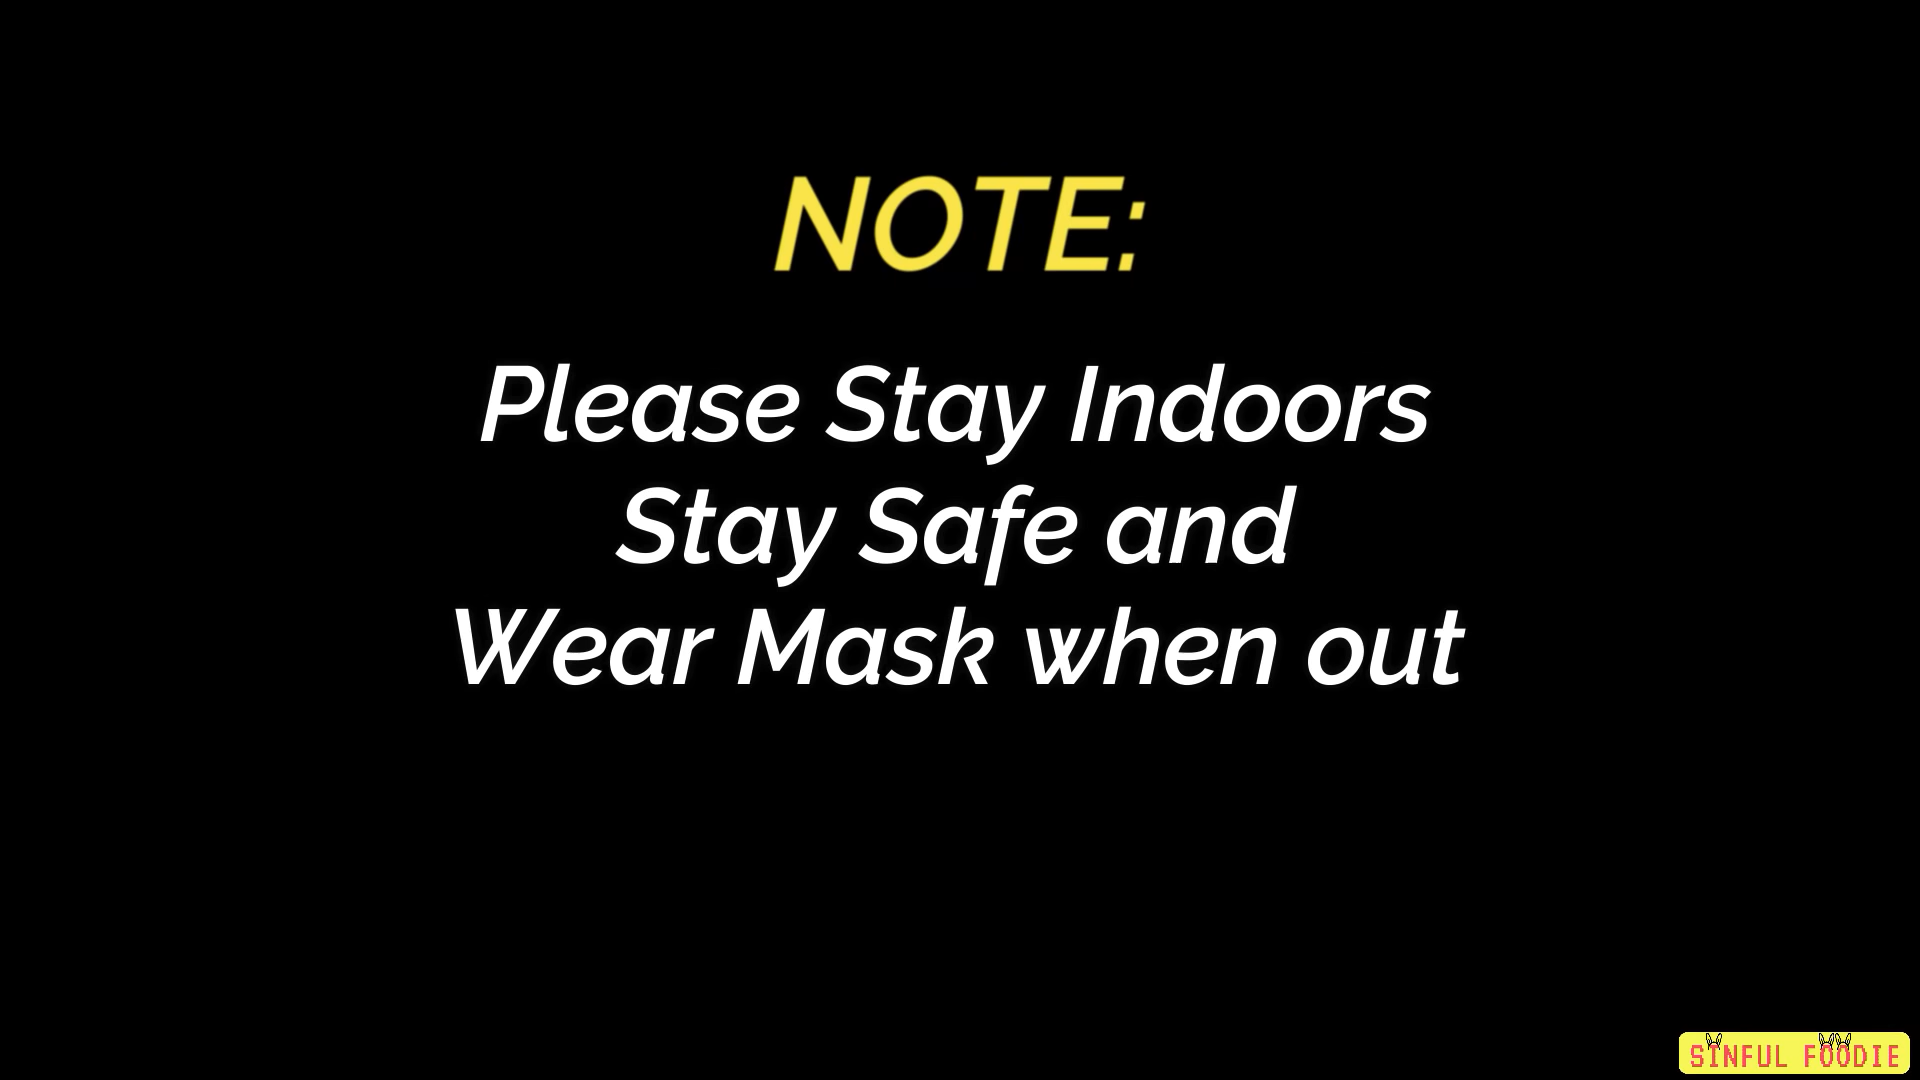 NOTE:
Please Stay Indoors
Stay Safe and
Wear Mask when out
SINFUL FOODIE